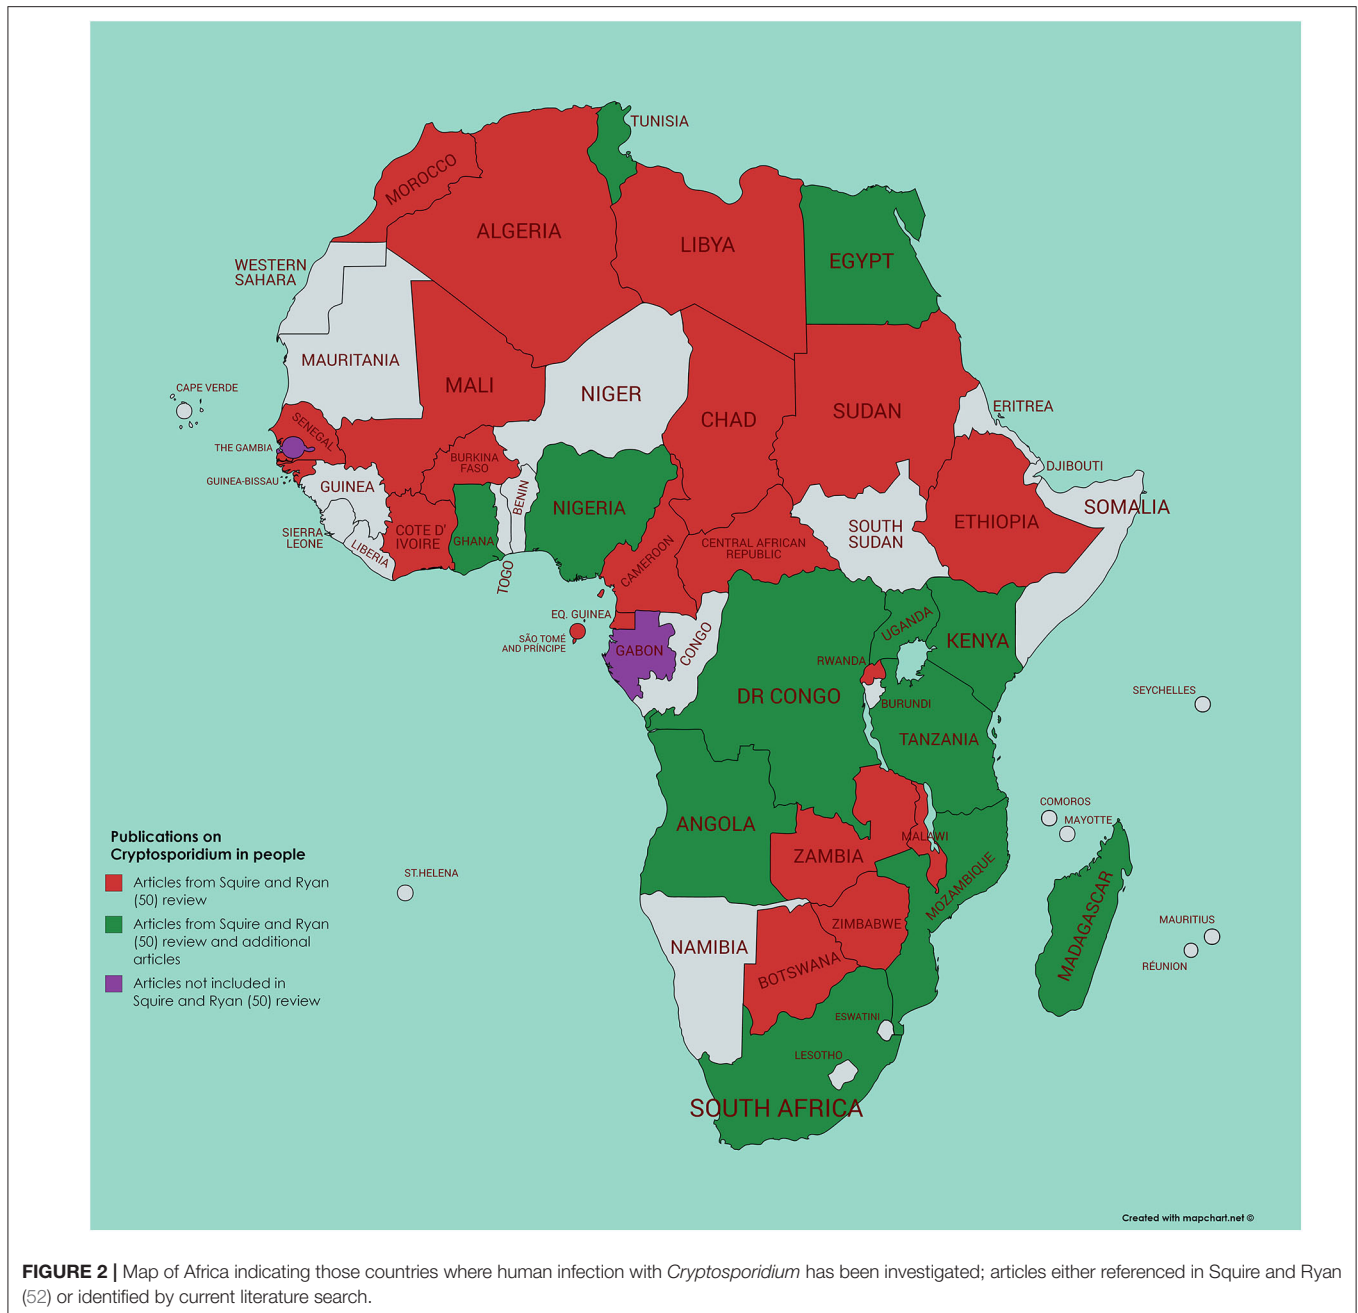 TUNISIA
MOROCCO
ALGERIA
LIBYA
EGYPT
WESTERN
SAHARA
MAURITANIA
MALI
NIGER
CHAD
SUDAN
ERITREA
CAPE VERDE
SENEGAL
THE GAMBIA
GUINEA-BISSAU
GUINEA
BURKINA
FASO
BENIN
NIGERIA
DJIBOUTI
SOMALIA
ETHIOPIA
SOUTH
SUDAN
SIERRA
LEONE
LIBERIA
COTE D'
IVOIRE
GHANA
TOGO
CAMEROON
CENTRAL AFRICAN
REPUBLIC
EQ. GUINEA
SÃO TOMÉ
AND PRÍNCIPE
GABON
CONGO
UGANDA
KENYA
RWANDA
DR CONGO
BURUNDI
TANZANIA
SEYCHELLES
COMOROS
MAYOTTE
ANGOLA
ZAMBIA
MALAWI
MOZAMBIQUE
MADAGASCAR
MAURITIUS
RÉUNION
ST.HELENA
NAMIBIA
ZIMBABWE
BOTSWANA
ESWATINI
LESOTHO
SOUTH AFRICA
Publications on
Cryptosporidium in people
Articles from Squire and Ryan
(50) review
Articles from Squire and Ryan
(50) review and additional
articles
Articles not included in
Squire and Ryan (50) review
Created with mapchart.net ©
FIGURE 2 | Map of Africa indicating those countries where human infection with Cryptosporidium has been investigated; articles either referenced in Squire and Ryan
(52) or identified by current literature search.